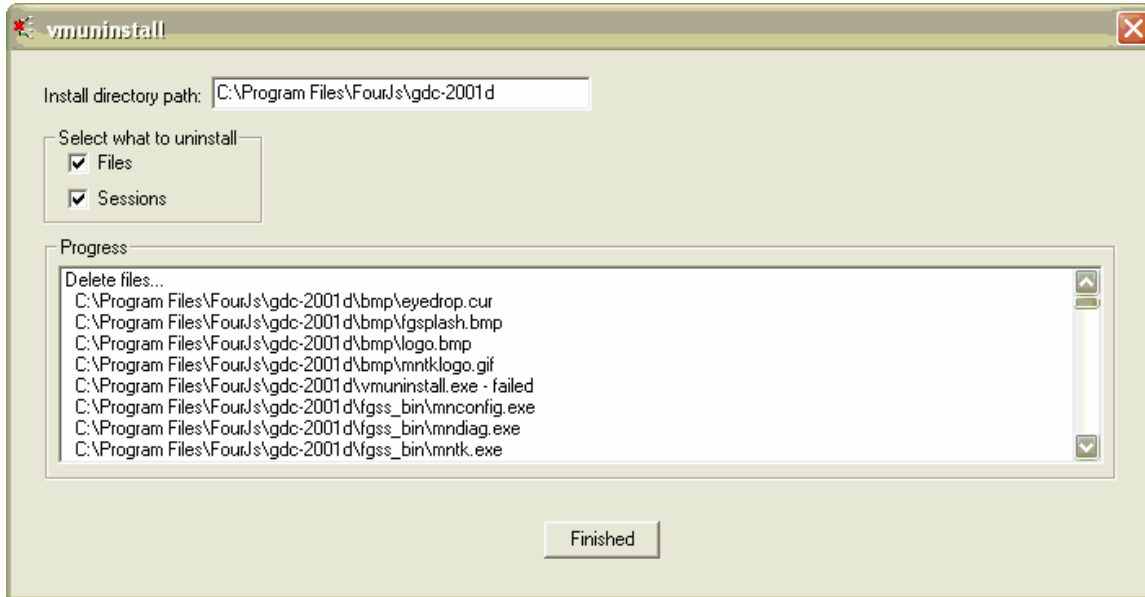 vmuninstall
Install directory path: C:\Program Files\FourJs\gdc-2001d
Select what to uninstall
Files
Sessions
Progress
Delete files...
C:\Program Files\FourJs\gdc-2001d\bmp\eyedrop.cur
C:\Program Files\FourJs\gdc-2001d\bmp\fgsplash.bmp
C:\Program Files\FourJs\gdc-2001d\bmp\logo.bmp
C:\Program Files\FourJs\gdc-2001d\bmp\mntklogo.gif
C:\Program Files\FourJs\gdc-2001d\vmuninstall.exe - failed
C:\Program Files\FourJs\gdc-2001d\fgss_bin\mnconfig.exe
C:\Program Files\FourJs\gdc-2001d\fgss_bin\mndiag.exe
C:\Program Files\FourJs\gdc-2001d\fgss_bin\mntk.exe
Finished